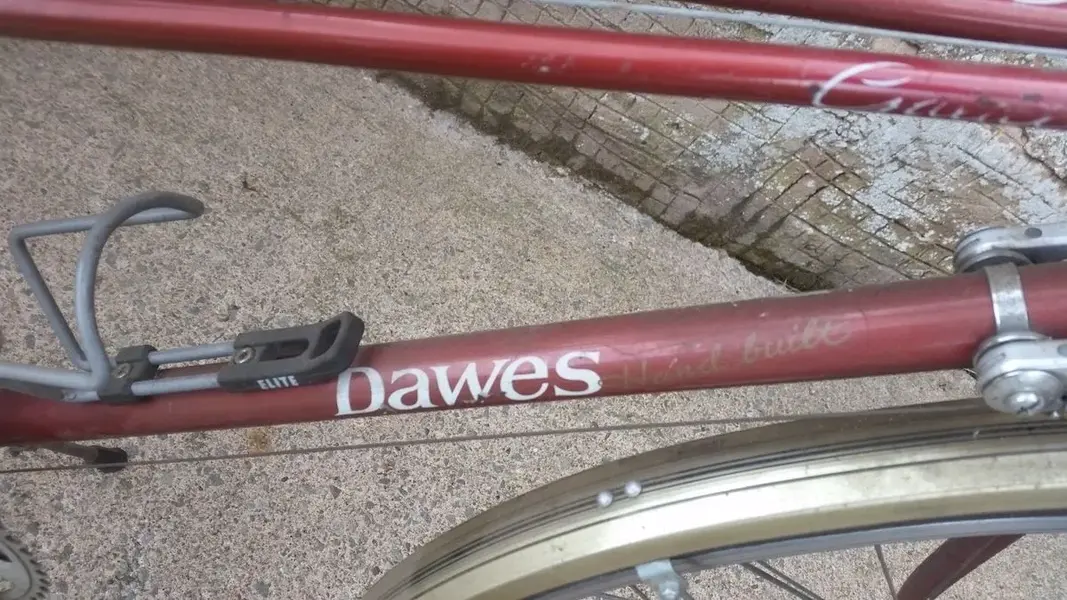 ELITE
Dawes Hand built